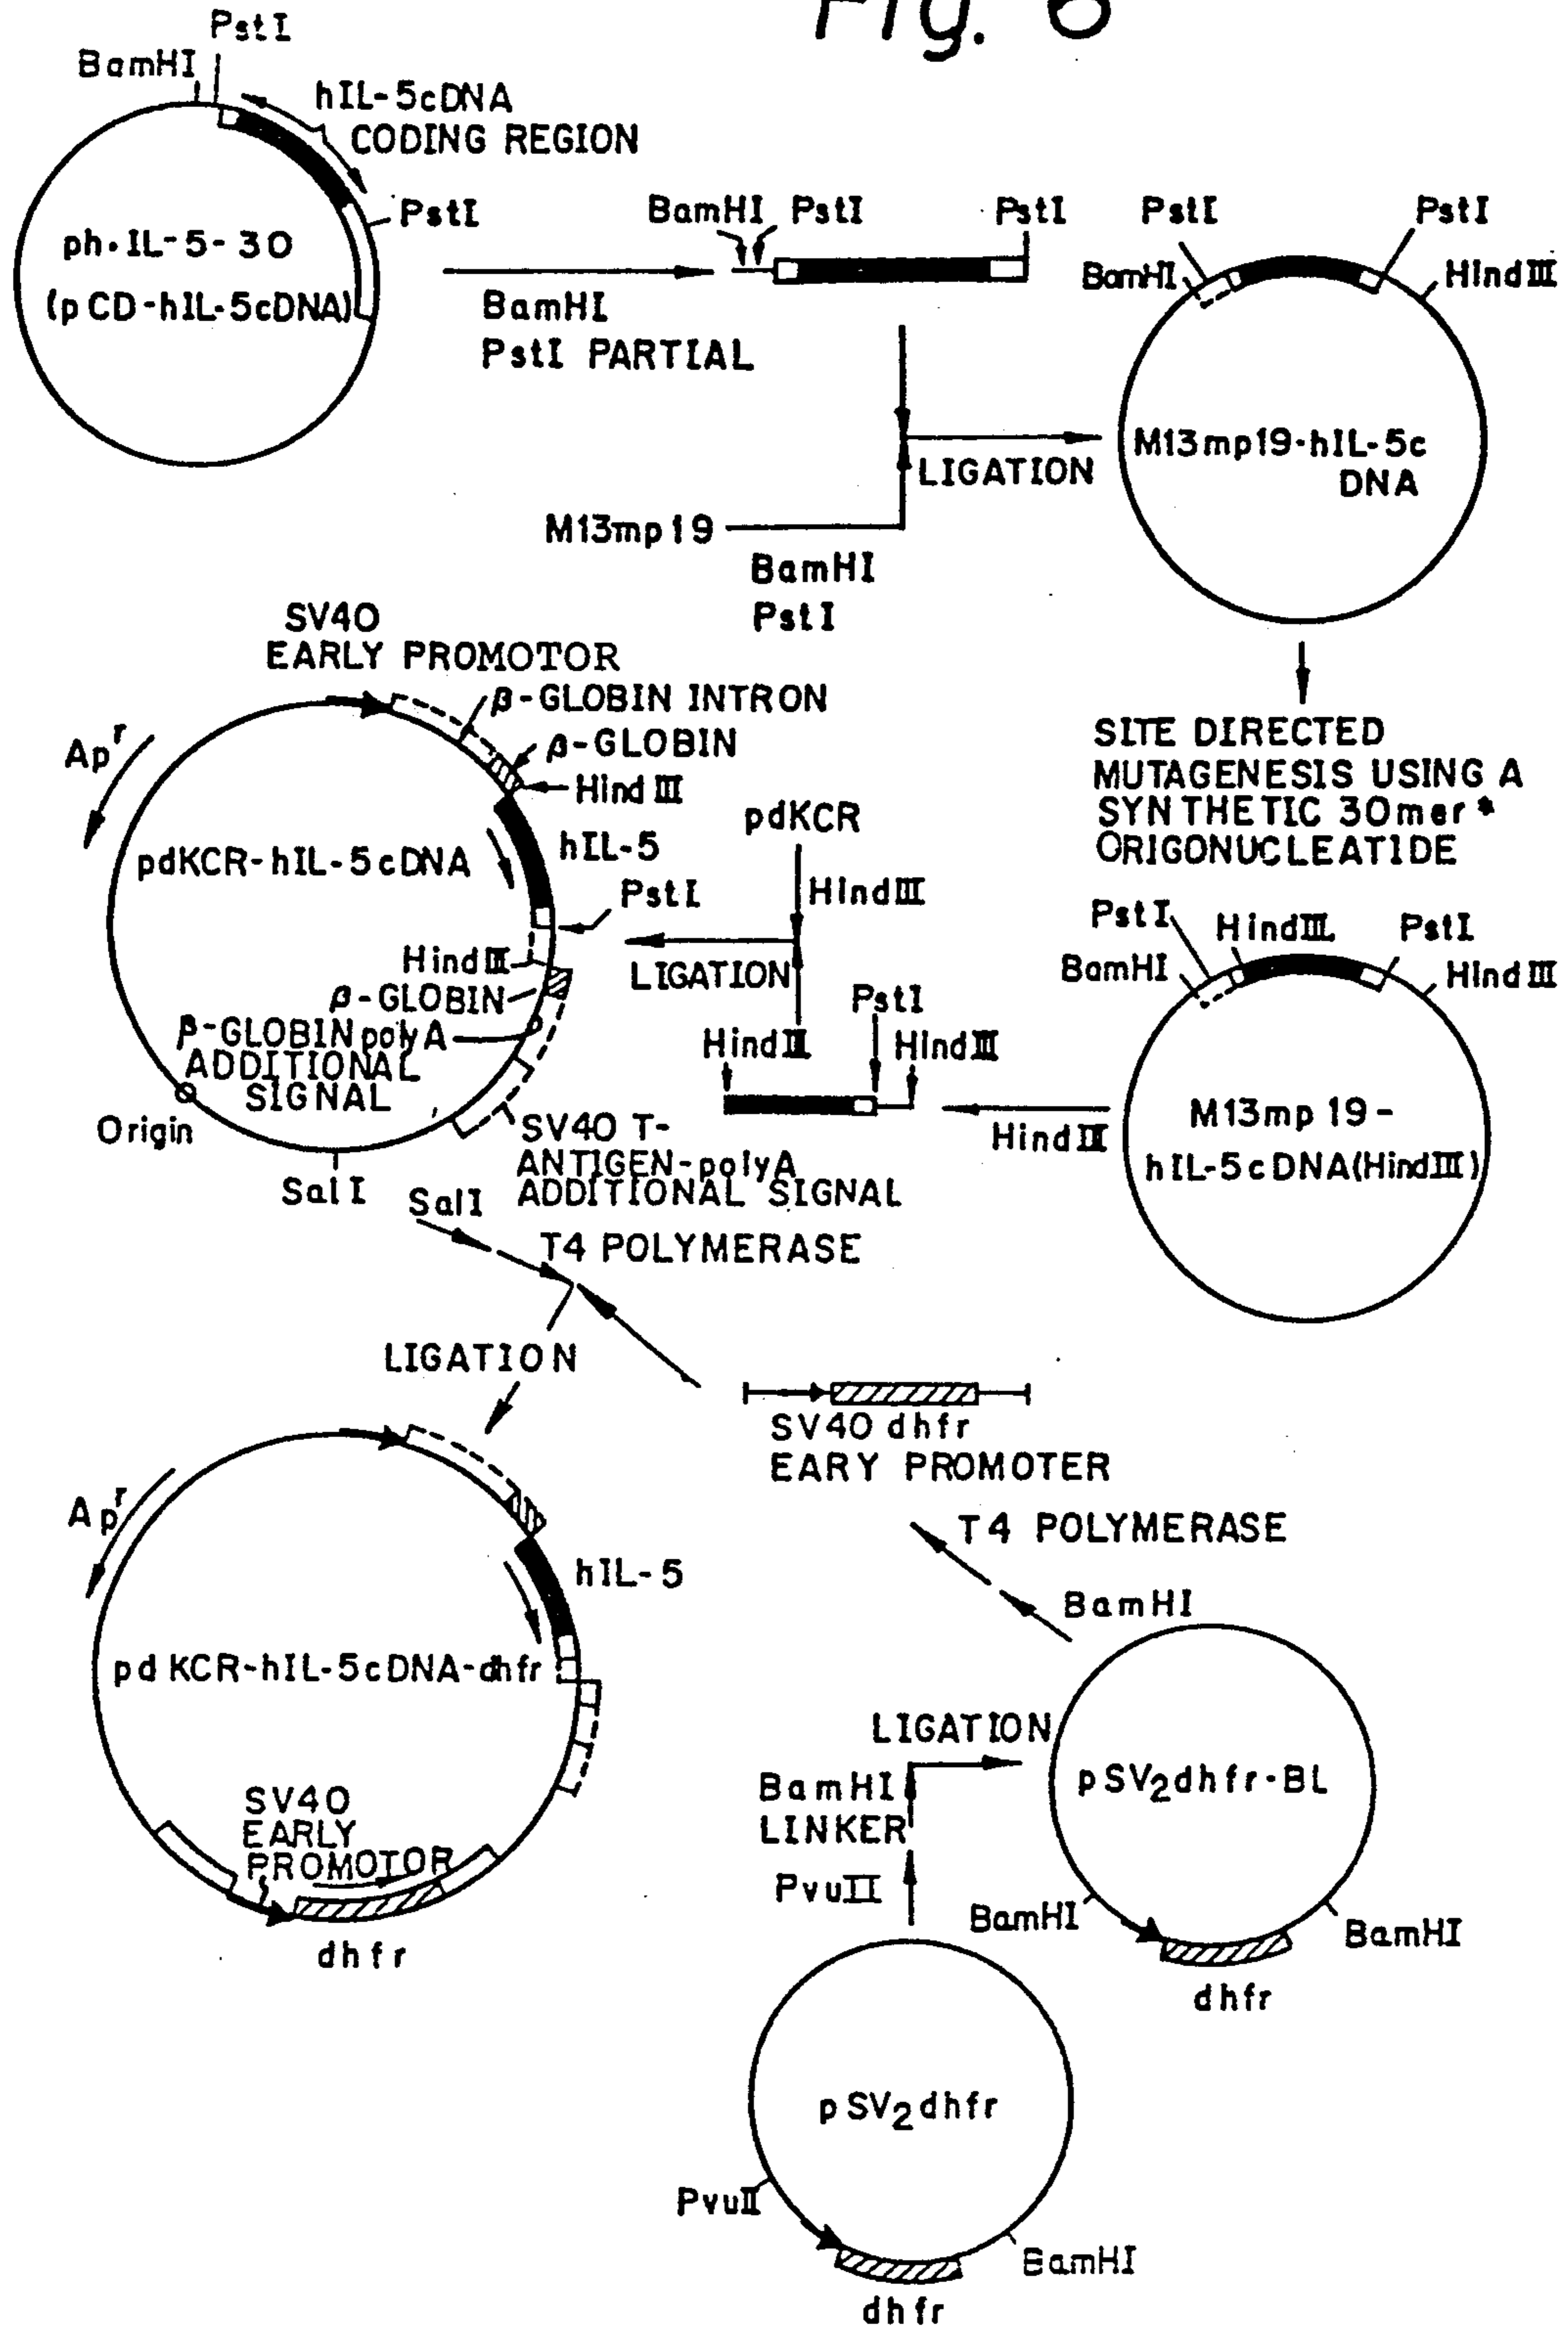 Fig. 6
PstI
BamHI
hIL-5cDNA
CODING REGION
PstI
ph·IL-5-30
(pCD-hIL-5cDNA)
BamHI
PstI PARTIAL
BamHI PstI PstI
PstI PstI
BamHI HindIII
M13mp19-hIL-5c
DNA
LIGATION
M13mp19
BamHI
PstI
SV40
EARLY PROMOTOR
β-GLOBIN INTRON
β-GLOBIN
HindIII
Apr
pdKCR-hIL-5cDNA
hIL-5
PstI
HindIII
β-GLOBIN
β-GLOBIN polyA
ADDITIONAL
SIGNAL
Origin
SalI
SV40 T-
ANTIGEN-polyA
ADDITIONAL SIGNAL
pdKCR
HindIII
LIGATION
PstI
HindIII HindIII
SITE DIRECTED
MUTAGENESIS USING A
SYNTHETIC 30mer*
ORIGONUCLEATIDE
PstI HindIII PstI
BamHI HindIII
M13mp19-
hIL-5cDNA(HindIII)
HindIII
SalI
T4 POLYMERASE
LIGATION
SV40 dhfr
EARY PROMOTER
T4 POLYMERASE
BamHI
Apr
hIL-5
pdKCR-hIL-5cDNA-dhfr
SV40
EARLY
PROMOTOR
dhfr
LIGATION
BamHI
LINKER
PvuII
pSV2dhfr-BL
BamHI
BamHI
dhfr
pSV2dhfr
PvuII
BamHI
dhfr